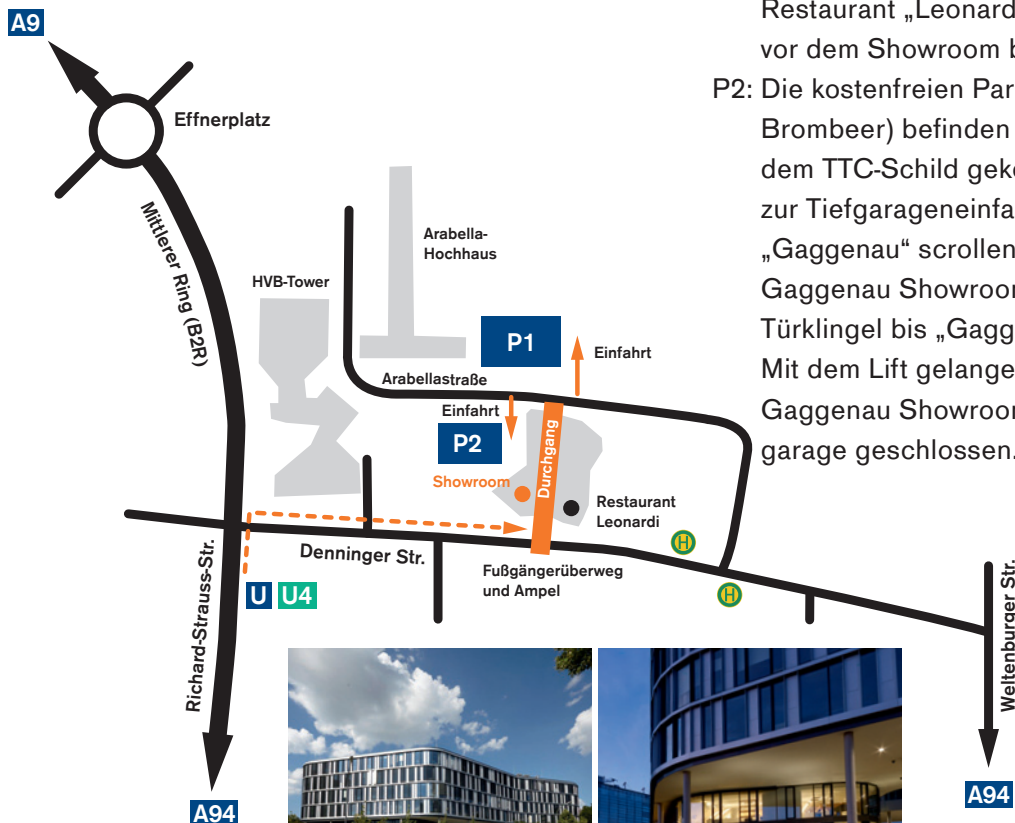 A9
Effnerplatz
Mittlerer Ring (B2R)
HVB-Tower
Arabella-
Hochhaus
P1
Einfahrt
Arabellastraße
Einfahrt
P2
Showroom
Durchgang
Restaurant
Leonardi
Denninger Str.
H
H
Fußgängerüberweg
und Ampel
U U4
Richard-Strauss-Str.
A94
Weltenburger Str.
A94
Restaurant „Leonard
vor dem Showroom b
P2: Die kostenfreien Par
Brombeer) befinden
dem TTC-Schild geke
zur Tiefgarageneinfa
„Gaggenau“ scrollen
Gaggenau Showroom
Türklingel bis „Gagg
Mit dem Lift gelange
Gaggenau Showroom
garage geschlossen.